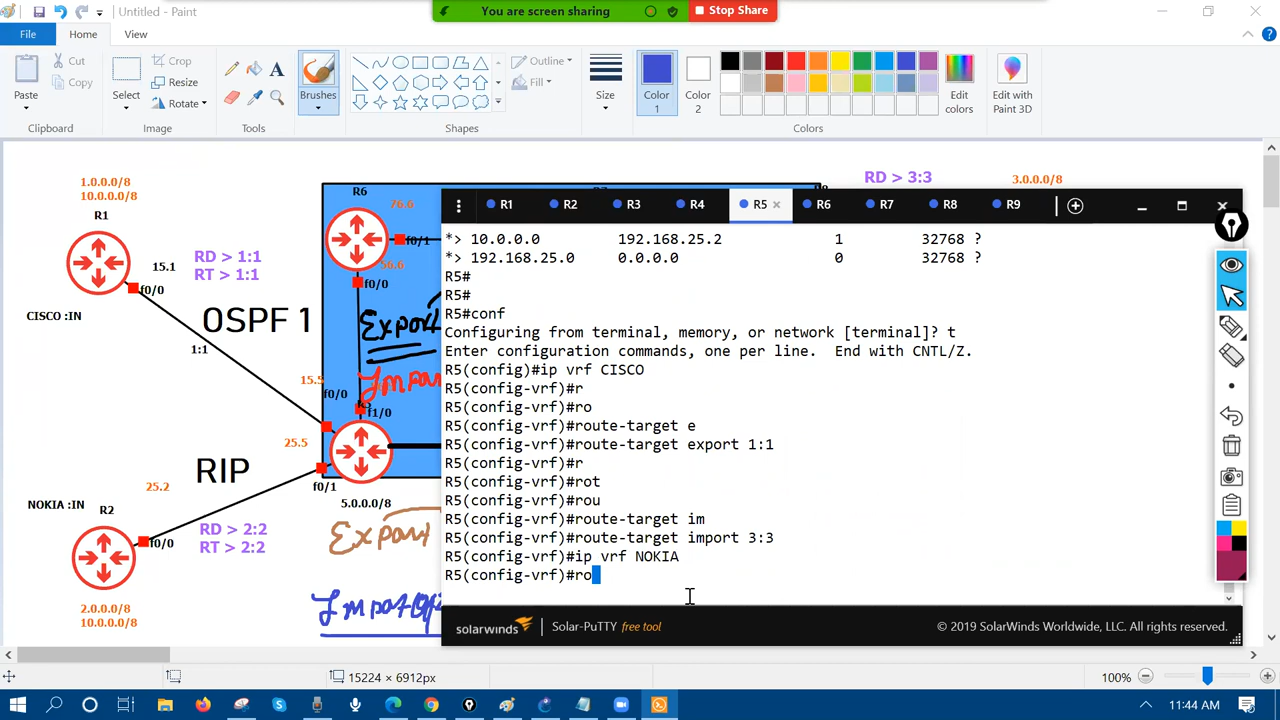 Untitled - Paint
You are screen sharing
Stop Share
File
Home
View
Paste
Cut
Copy
Clipboard
Select
Crop
Resize
Rotate
Image
Tools
Brushes
Shapes
Outline
Fill
Size
Color 1
Color 2
Edit colors
Edit with Paint 3D
Colors
1.0.0.0/8
10.0.0.0/8
R1
15.1
f0/0
RD > 1:1
RT > 1:1
CISCO :IN
OSPF 1
1:1
15.5
f0/0
R6
76.6
f0/1
56.6
f0/0
Export
f1/0
25.5
RIP
25.2
f0/1
5.0.0.0/8
NOKIA :IN
R2
f0/0
RD > 2:2
RT > 2:2
Export
2.0.0.0/8
10.0.0.0/8
RD > 3:3
3.0.0.0/8
R1
R2
R3
R4
R5
R6
R7
R8
R9
*> 10.0.0.0 192.168.25.2 1 32768 ?
*> 192.168.25.0 0.0.0.0 0 32768 ?
R5#
R5#
R5#conf
Configuring from terminal, memory, or network [terminal]? t
Enter configuration commands, one per line. End with CNTL/Z.
R5(config)#ip vrf CISCO
R5(config-vrf)#r
R5(config-vrf)#ro
R5(config-vrf)#route-target e
R5(config-vrf)#route-target export 1:1
R5(config-vrf)#r
R5(config-vrf)#rot
R5(config-vrf)#rou
R5(config-vrf)#route-target im
R5(config-vrf)#route-target import 3:3
R5(config-vrf)#ip vrf NOKIA
R5(config-vrf)#ro
solarwinds
Solar-PuTTY free tool
© 2019 SolarWinds Worldwide, LLC. All rights reserved.
15224 × 6912px
100%
11:44 AM